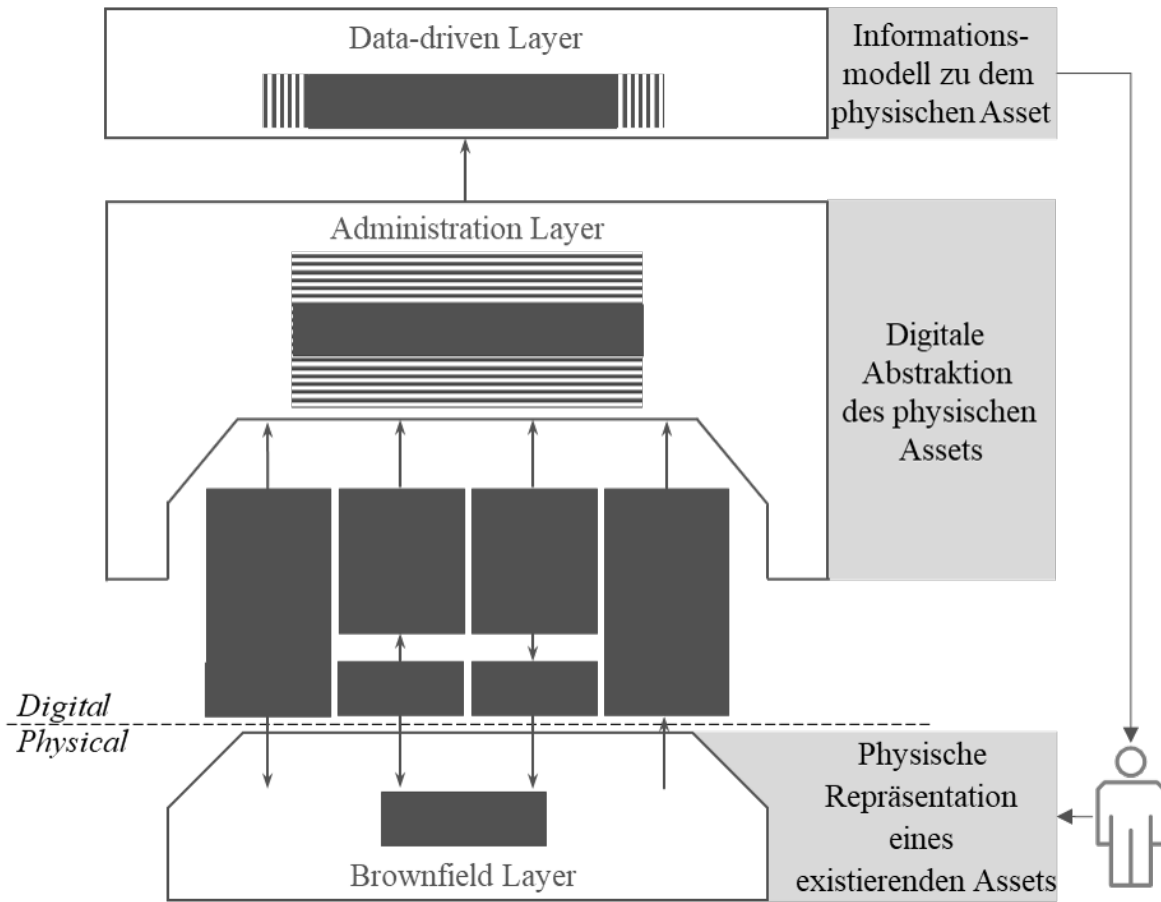 Data-driven Layer
Informations-
modell zu dem
physischen Asset
Administration Layer
Digitale
Abstraktion
des physischen
Assets
Digital
Physical
Physische
Repräsentation
eines
existierenden Assets
Brownfield Layer